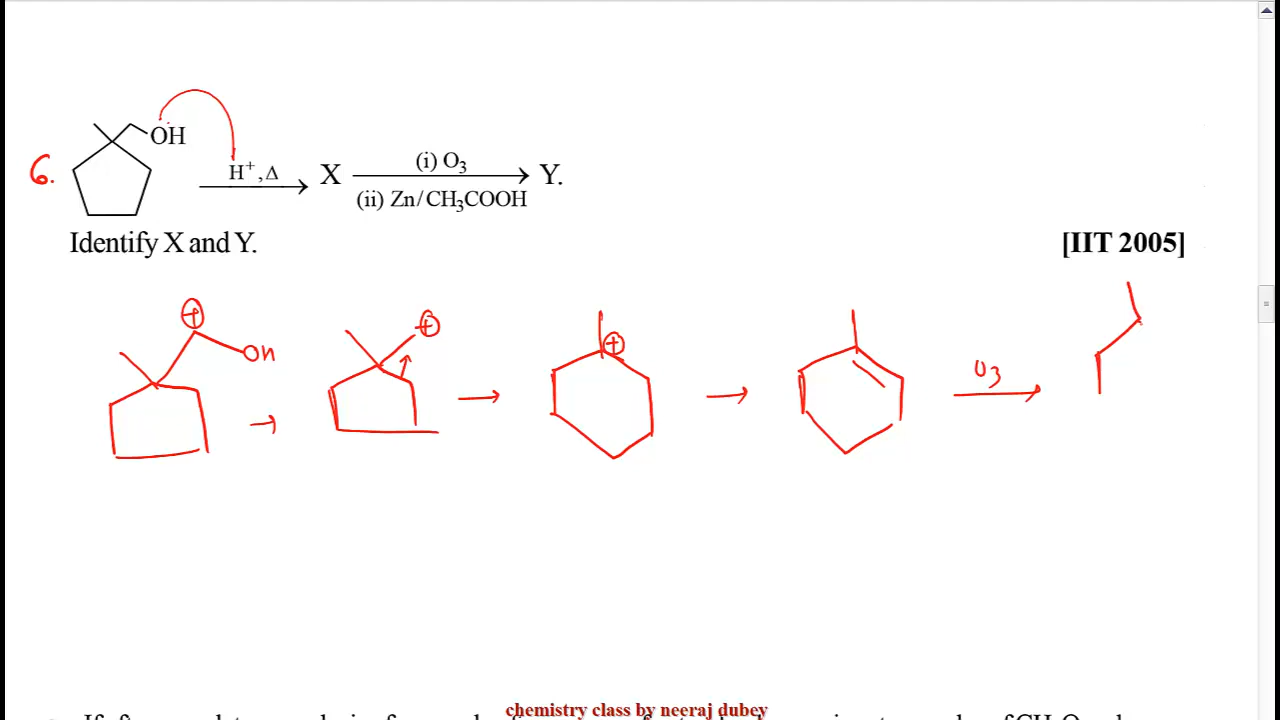 OH
6.
H⁺,Δ
X
(i) O₃
(ii) Zn/CH₃COOH
Y.
Identify X and Y.
[IIT 2005]
+
OH
+
+
O₃
chemistry class by neeraj dubey